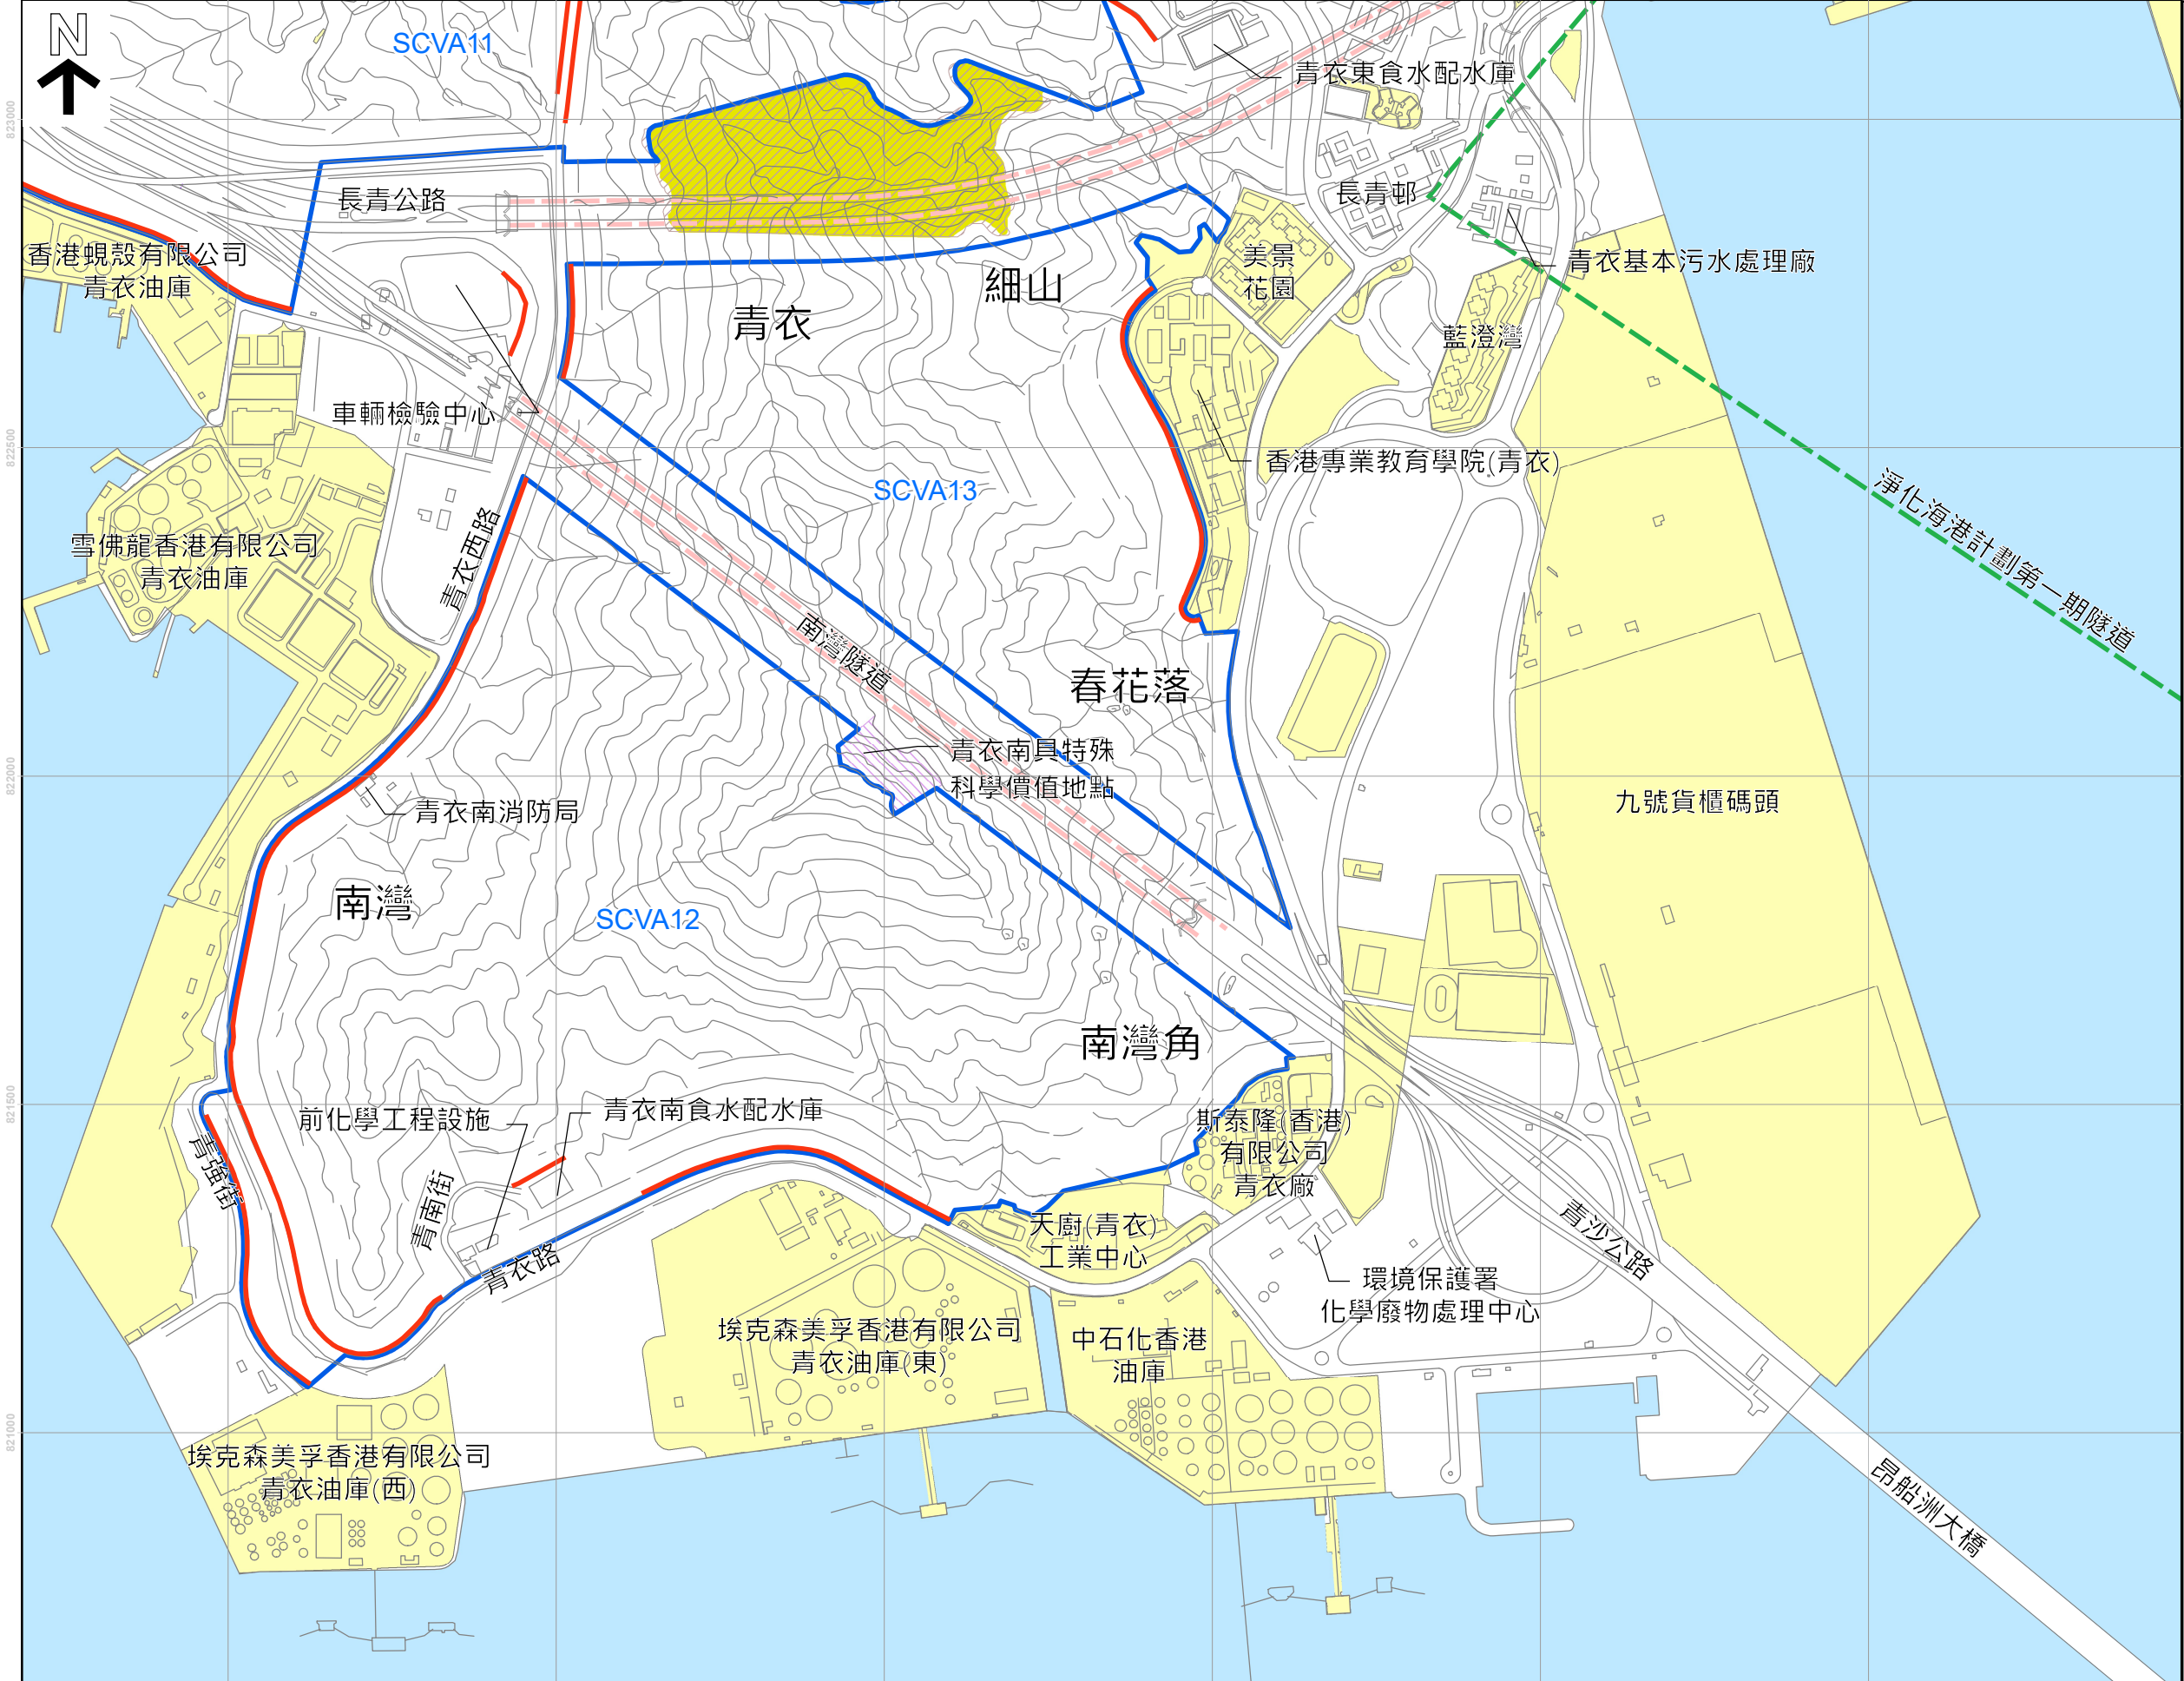 N
SCVA11
青衣東食水配水庫
823000
長青公路
長青邨
香港蜆殼有限公司
青衣油庫
美景
花園
青衣基本污水處理廠
細山
青衣
藍澄灣
車輛檢驗中心
822500
香港專業教育學院(青衣)
SCVA13
淨化海港計劃第一期隧道
雪佛龍香港有限公司
青衣油庫
青衣西路
南灣隧道
春花落
青衣南具特殊
科學價值地點
822000
九號貨櫃碼頭
青衣南消防局
南灣
SCVA12
南灣角
821500
前化學工程設施
青衣南食水配水庫
斯泰隆(香港)
有限公司
青衣廠
青強街
青南街
青衣路
天廚(青衣)
工業中心
青沙公路
環境保護署
化學廢物處理中心
埃克森美孚香港有限公司
青衣油庫(東)
中石化香港
油庫
821000
埃克森美孚香港有限公司
青衣油庫(西)
昂船洲大橋